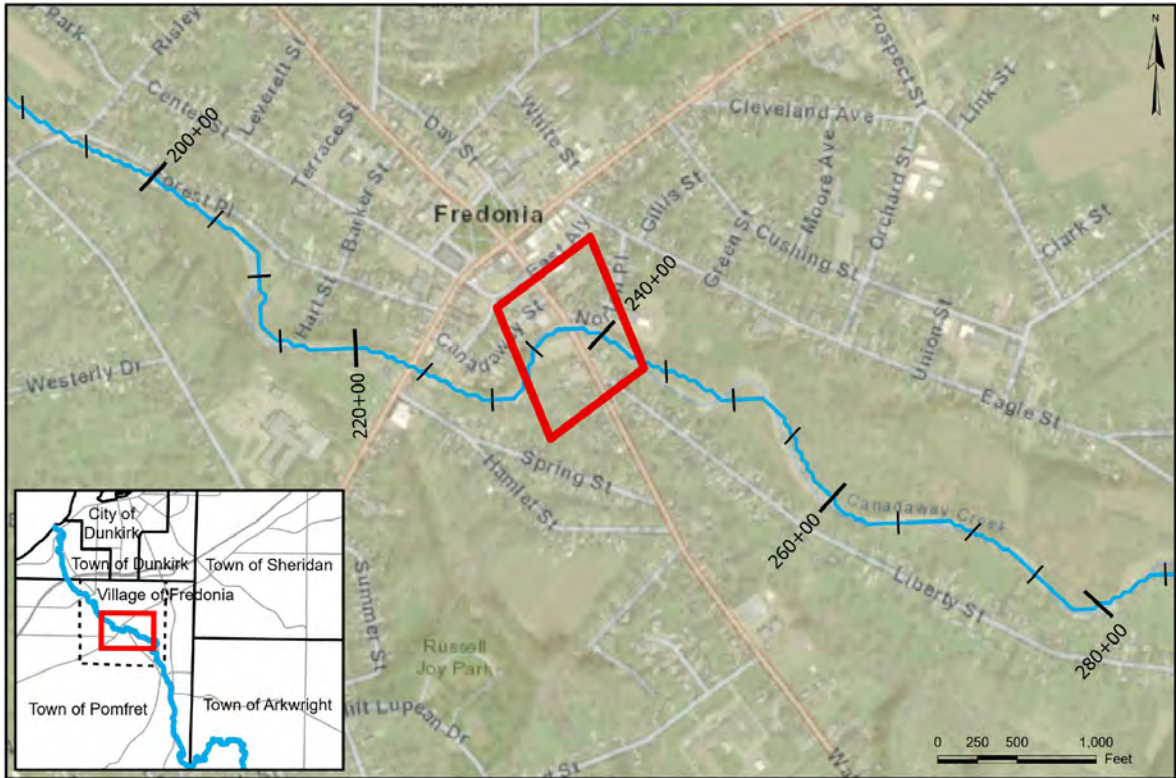 Park
Risley
Prospect St
N
Leverett St
Center St
White St
Link St
Cleveland Ave
200+00
Terrace St
Day St
Moore Ave
Orchard St
Forest Pl
Barker St
Fredonia
Gillis St
East Aly
Green St
Cushing St
Clark St
240+00
Norton Pl
Hart St
Canadaway St
Union St
Westerly Dr
220+00
Eagle St
Spring St
Hamlet St
Canadaway Creek
260+00
Liberty St
Summer St
280+00
Russell
Joy Park
City of
Dunkirk
Town of Dunkirk
Town of Sheridan
Village of Fredonia
Town of Pomfret
Town of Arkwright
Lupean Dr
0 250 500 1,000
Feet